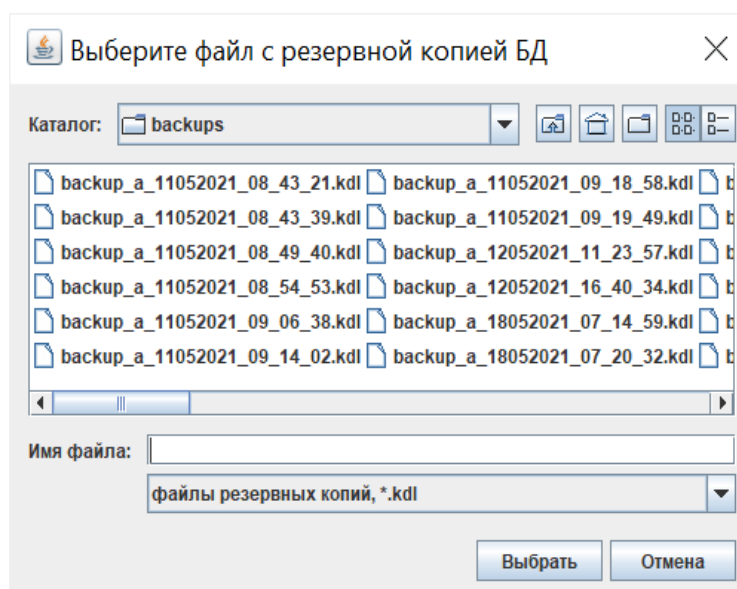 Выберите файл с резервной копией БД
Каталог: backups
backup_a_11052021_08_43_21.kdl backup_a_11052021_09_18_58.kdl b
backup_a_11052021_08_43_39.kdl backup_a_11052021_09_19_49.kdl b
backup_a_11052021_08_49_40.kdl backup_a_12052021_11_23_57.kdl b
backup_a_11052021_08_54_53.kdl backup_a_12052021_16_40_34.kdl b
backup_a_11052021_09_06_38.kdl backup_a_18052021_07_14_59.kdl b
backup_a_11052021_09_14_02.kdl backup_a_18052021_07_20_32.kdl b
Имя файла:
файлы резервных копий, *.kdl
Выбрать Отмена